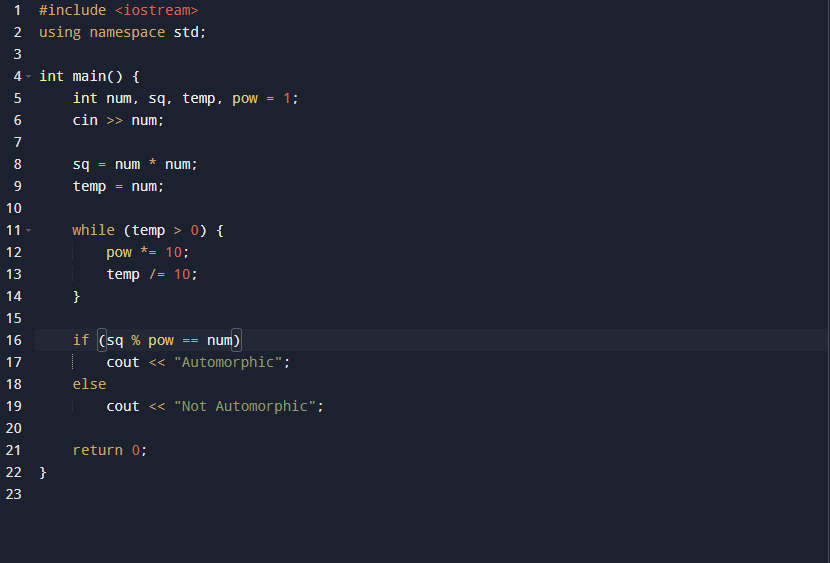 1 #include <iostream>
2 using namespace std;
3
4 int main() {
5     int num, sq, temp, pow = 1;
6     cin >> num;
7
8     sq = num * num;
9     temp = num;
10
11     while (temp > 0) {
12         pow *= 10;
13         temp /= 10;
14     }
15
16     if (sq % pow == num)
17         cout << "Automorphic";
18     else
19         cout << "Not Automorphic";
20
21     return 0;
22 }
23